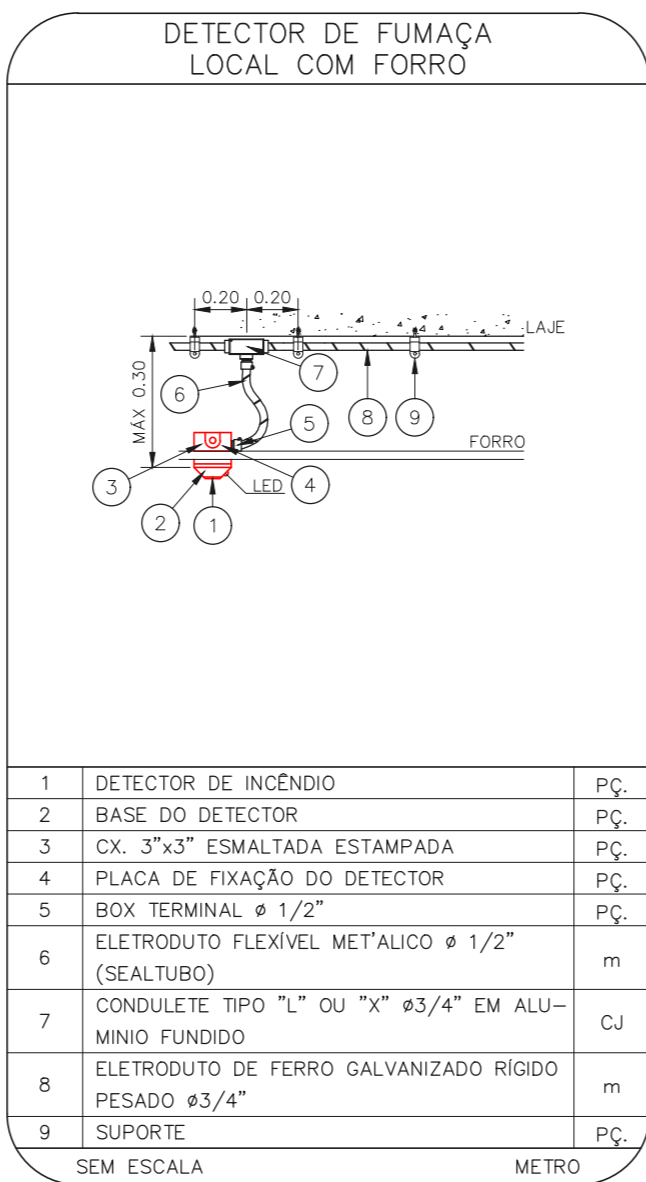 DETECTOR DE FUMAÇA
LOCAL COM FORRO
0.20 0.20
LAJE
MÁX 0.30
7
6
8
9
5
FORRO
3
4
LED
2
1
1 DETECTOR DE INCÊNDIO PÇ.
2 BASE DO DETECTOR PÇ.
3 CX. 3"x3" ESMALTADA ESTAMPADA PÇ.
4 PLACA DE FIXAÇÃO DO DETECTOR PÇ.
5 BOX TERMINAL ø 1/2" PÇ.
6 ELETRODUTO FLEXÍVEL MET'ALICO ø 1/2"
(SEALTUBO) m
7 CONDULETE TIPO "L" OU "X" ø3/4" EM ALU-
MINIO FUNDIDO CJ
8 ELETRODUTO DE FERRO GALVANIZADO RÍGIDO
PESADO ø3/4" m
9 SUPORTE PÇ.
SEM ESCALA METRO